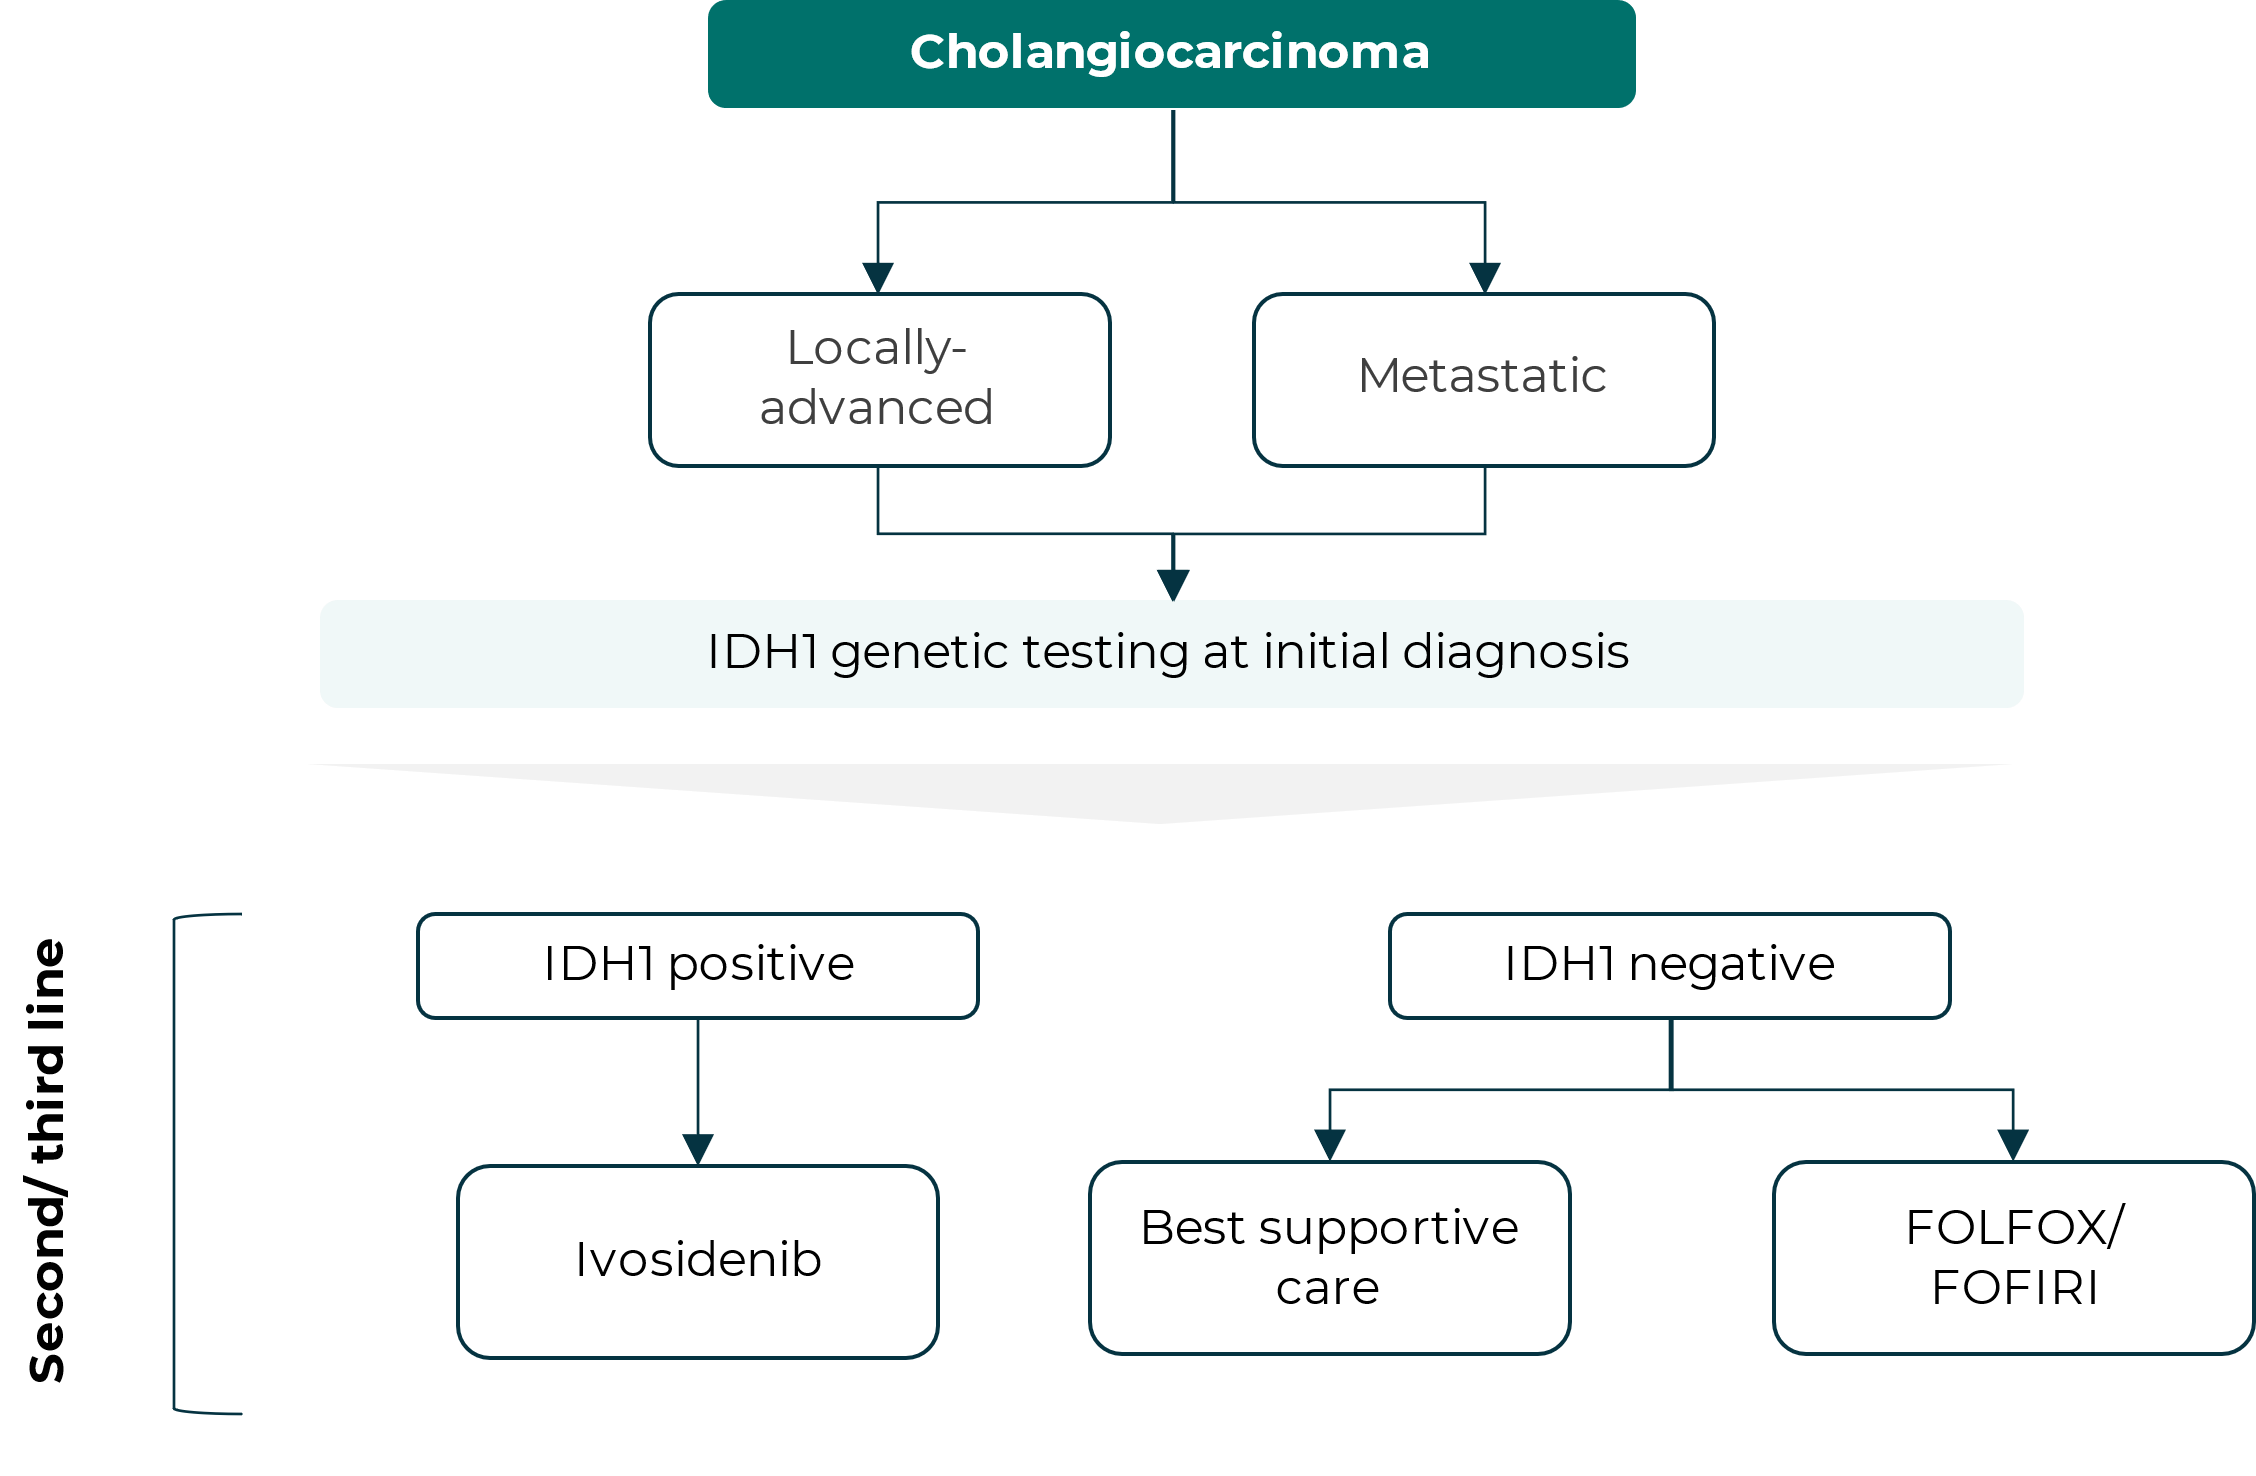 Cholangiocarcinoma
Locally-
advanced
Metastatic
IDH1 genetic testing at initial diagnosis
Second/ third line
IDH1 positive
IDH1 negative
Ivosidenib
Best supportive
care
FOLFOX/
FOFIRI